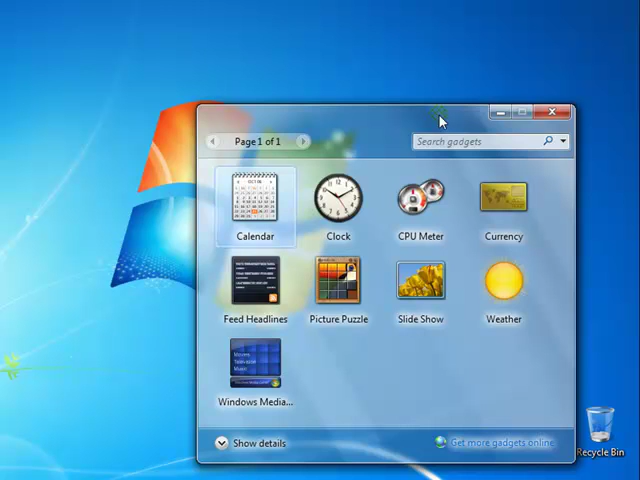 Page 1 of 1
Search gadgets
OCT 09
Calendar
Clock
CPU Meter
Currency
Feed Headlines
Picture Puzzle
Slide Show
Weather
Windows Media...
Show details
Get more gadgets online
Recycle Bin